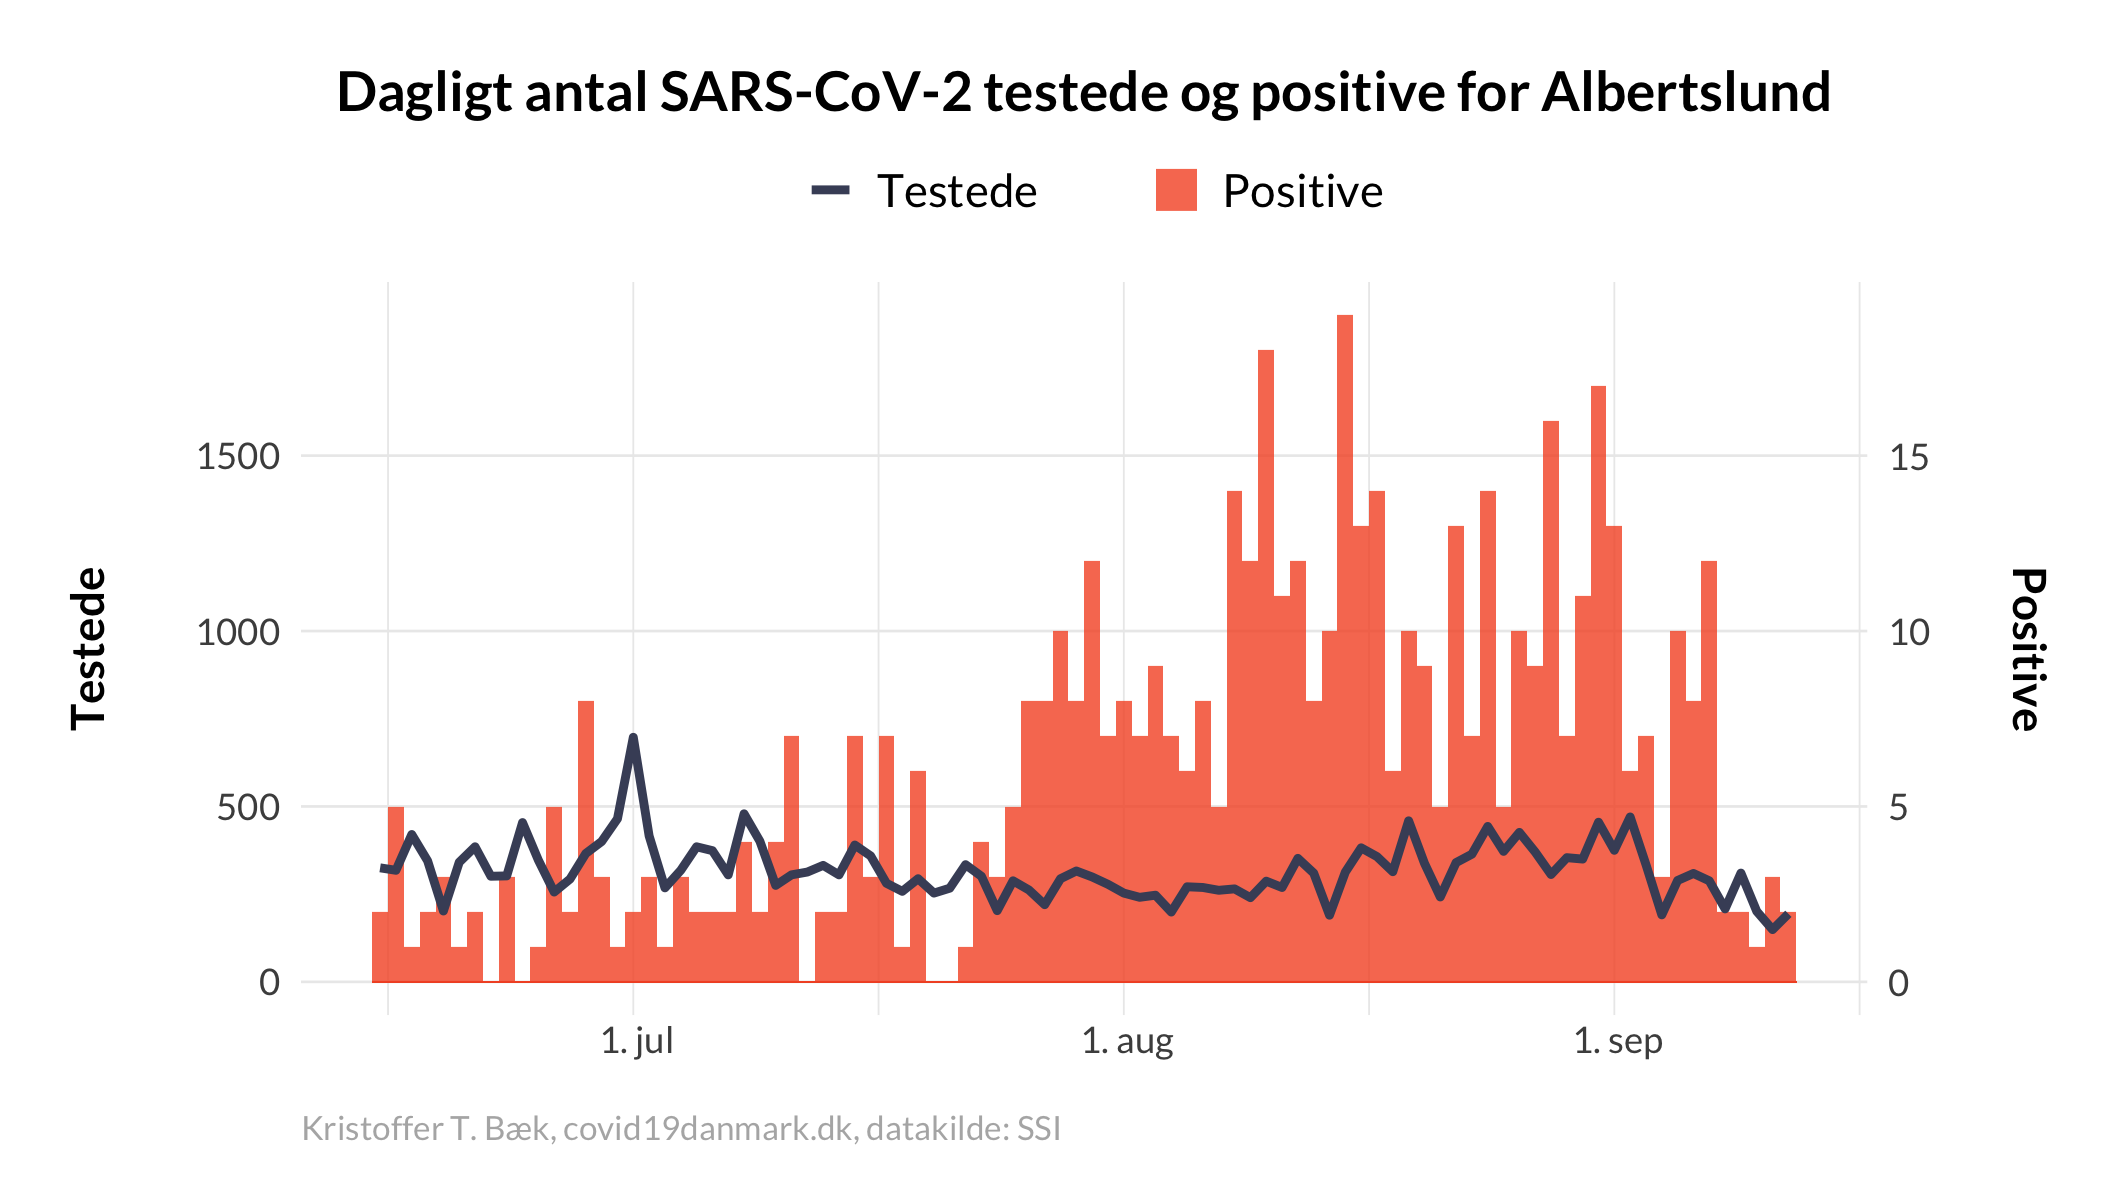 Dagligt antal SARS-CoV-2 testede og positive for Albertslund
Testede
Positive
1500
1000
500
0
15
10
5
0
Testede
Positive
1. jul
1. aug
1. sep
Kristoffer T. Bæk, covid19danmark.dk, datakilde: SSI